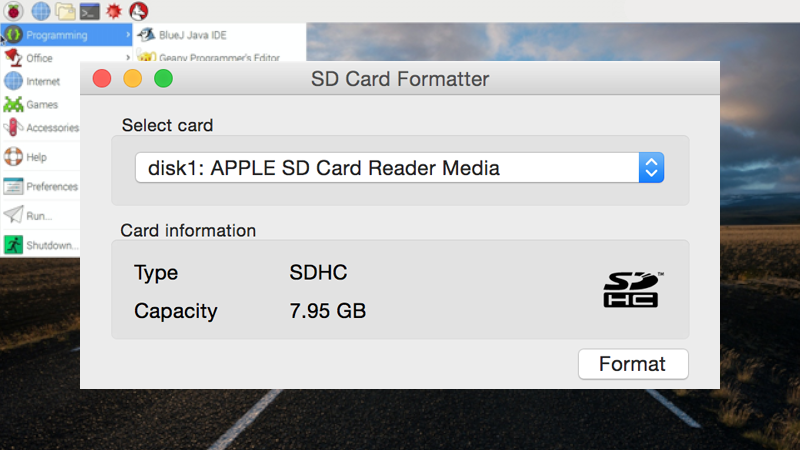 Programming
BlueJ Java IDE
Office
Geany Programmer's Editor
Internet
Games
Accessories
Help
Preferences
Run...
Shutdown...
SD Card Formatter
Select card
disk1: APPLE SD Card Reader Media
Card information
Type SDHC
Capacity 7.95 GB
SD HC™
Format